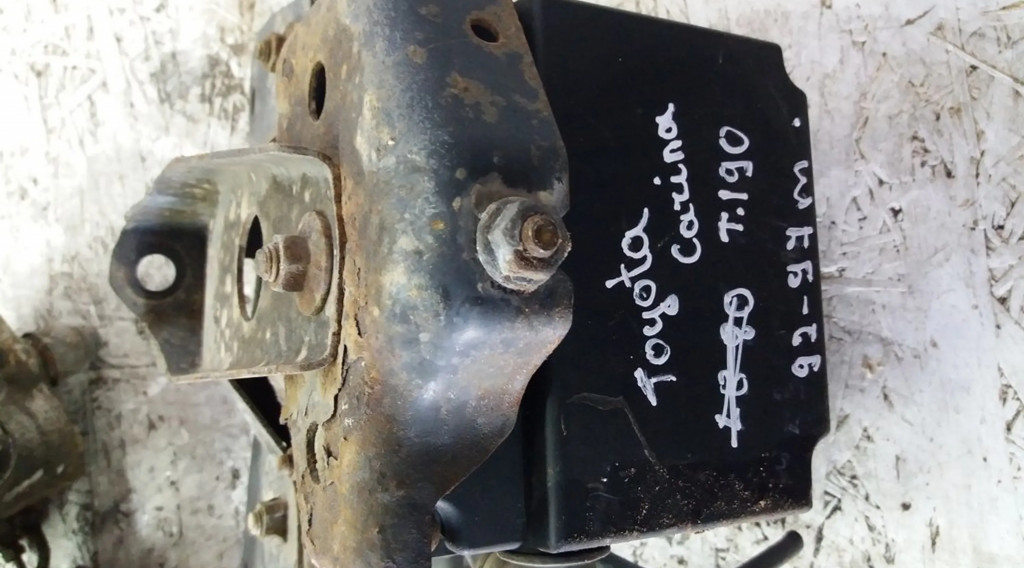 Toyota
Carina
T.190
92-97 m.